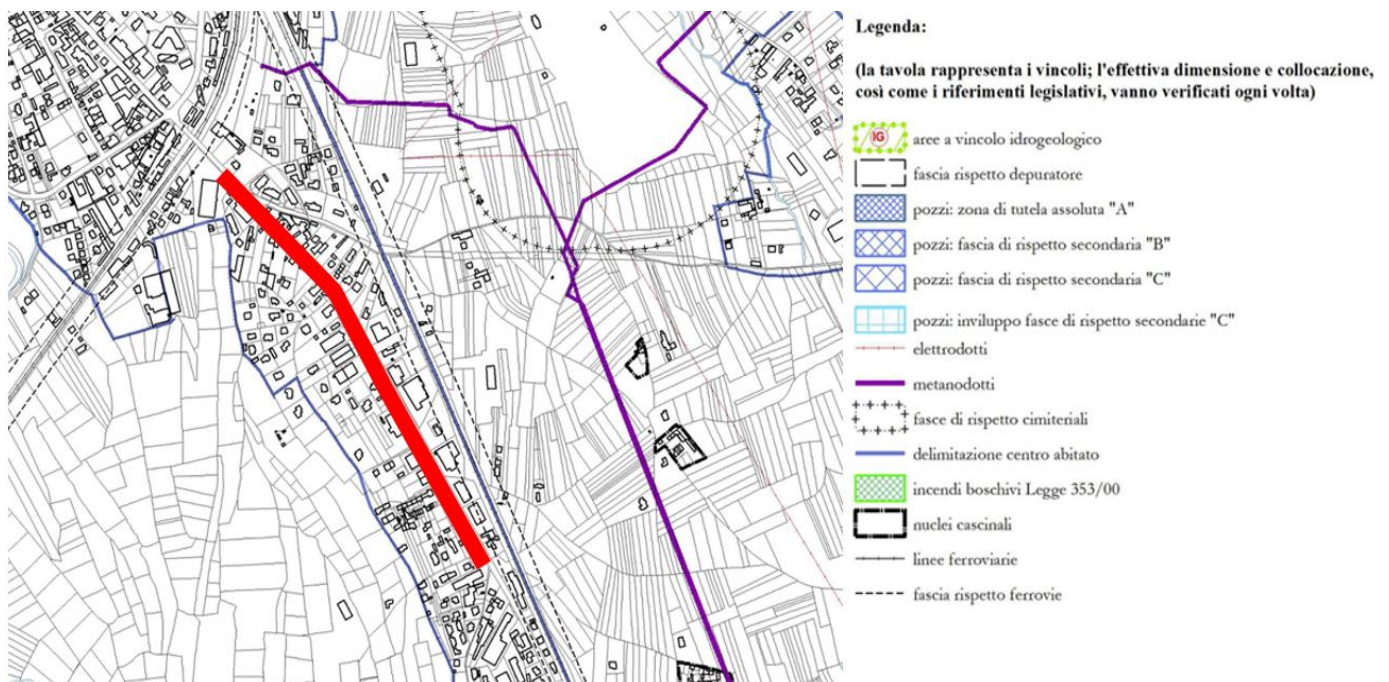 Legenda:
(la tavola rappresenta i vincoli; l'effettiva dimensione e collocazione,
così come i riferimenti legislativi, vanno verificati ogni volta)
IG
aree a vincolo idrogeologico
fascia rispetto depuratore
pozzi: zona di tutela assoluta "A"
pozzi: fascia di rispetto secondaria "B"
pozzi: fascia di rispetto secondaria "C"
pozzi: inviluppo fasce di rispetto secondarie "C"
elettrodotti
metanodotti
fasce di rispetto cimiteriali
delimitazione centro abitato
incendi boschivi Legge 353/00
nuclei cascinali
linee ferroviarie
fascia rispetto ferrovie